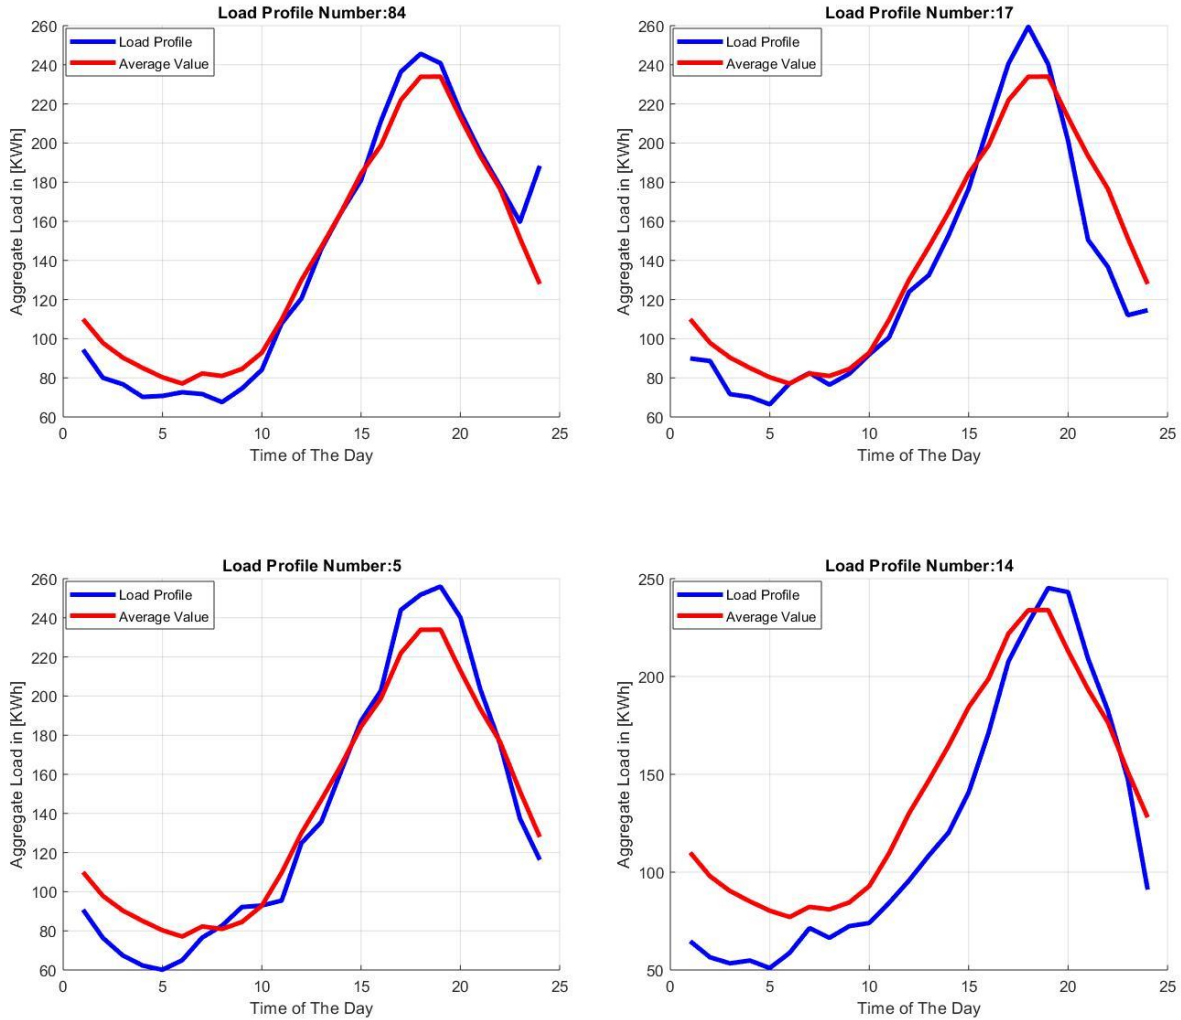 Load Profile Number:84
Load Profile
Average Value
Aggregate Load in [KWh]
260
240
220
200
180
160
140
120
100
80
60
0 5 10 15 20 25
Time of The Day
Load Profile Number:17
Load Profile
Average Value
Aggregate Load in [KWh]
260
240
220
200
180
160
140
120
100
80
60
0 5 10 15 20 25
Time of The Day
Load Profile Number:5
Load Profile
Average Value
Aggregate Load in [KWh]
260
240
220
200
180
160
140
120
100
80
60
0 5 10 15 20 25
Time of The Day
Load Profile Number:14
Load Profile
Average Value
Aggregate Load in [KWh]
250
200
150
100
50
0 5 10 15 20 25
Time of The Day